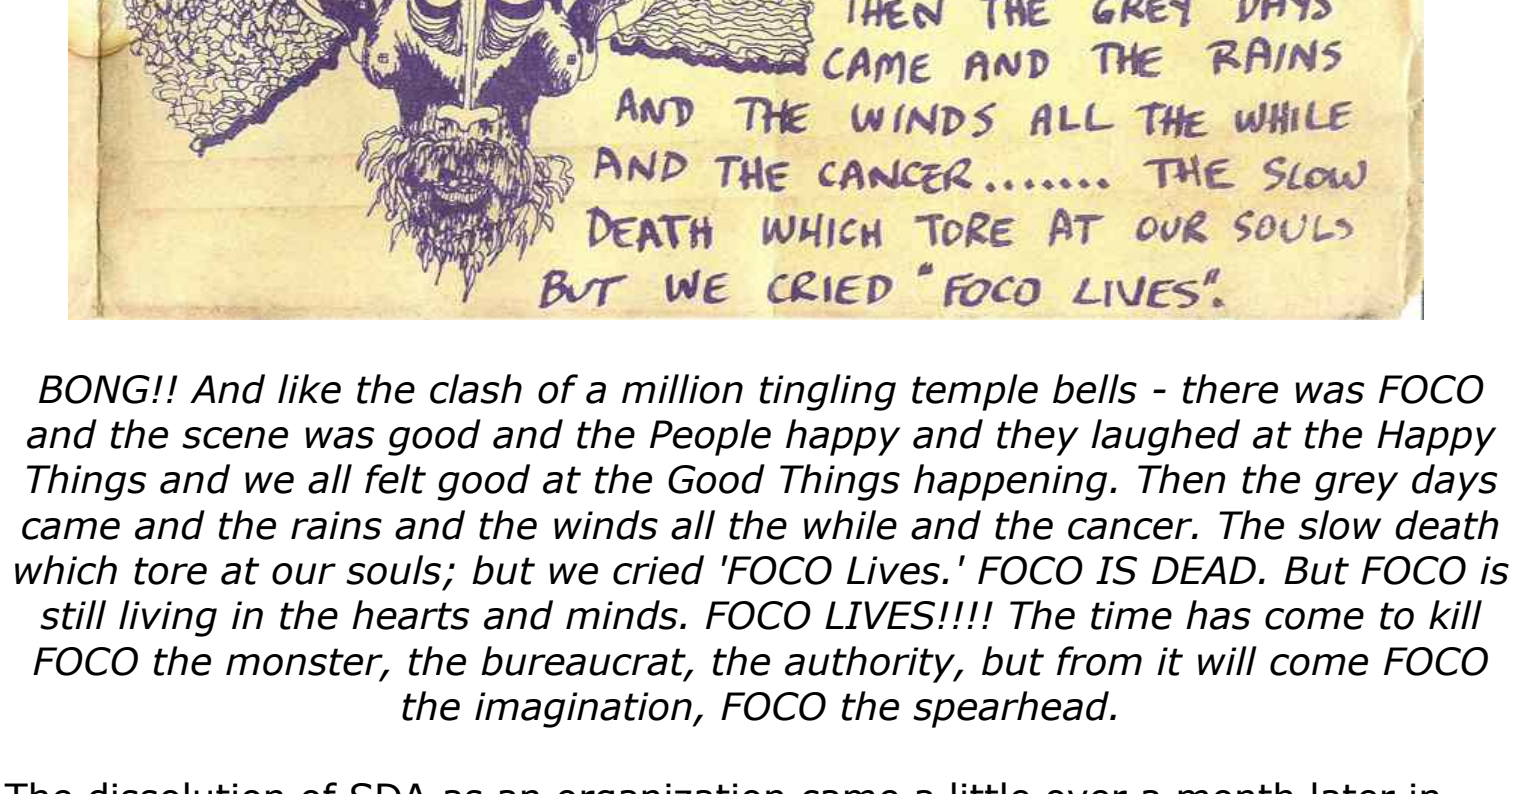 THEN THE GREY DAYS
CAME AND THE RAINS
AND THE WINDS ALL THE WHILE
AND THE CANCER....... THE SLOW
DEATH WHICH TORE AT OUR SOULS
BUT WE CRIED "FOCO LIVES".
BONG!! And like the clash of a million tingling temple bells - there was FOCO
and the scene was good and the People happy and they laughed at the Happy
Things and we all felt good at the Good Things happening. Then the grey days
came and the rains and the winds all the while and the cancer. The slow death
which tore at our souls; but we cried 'FOCO Lives.' FOCO IS DEAD. But FOCO is
still living in the hearts and minds. FOCO LIVES!!!! The time has come to kill
FOCO the monster, the bureaucrat, the authority, but from it will come FOCO
the imagination, FOCO the spearhead.
The dissolution of SDA as an organization came a little over a month later in